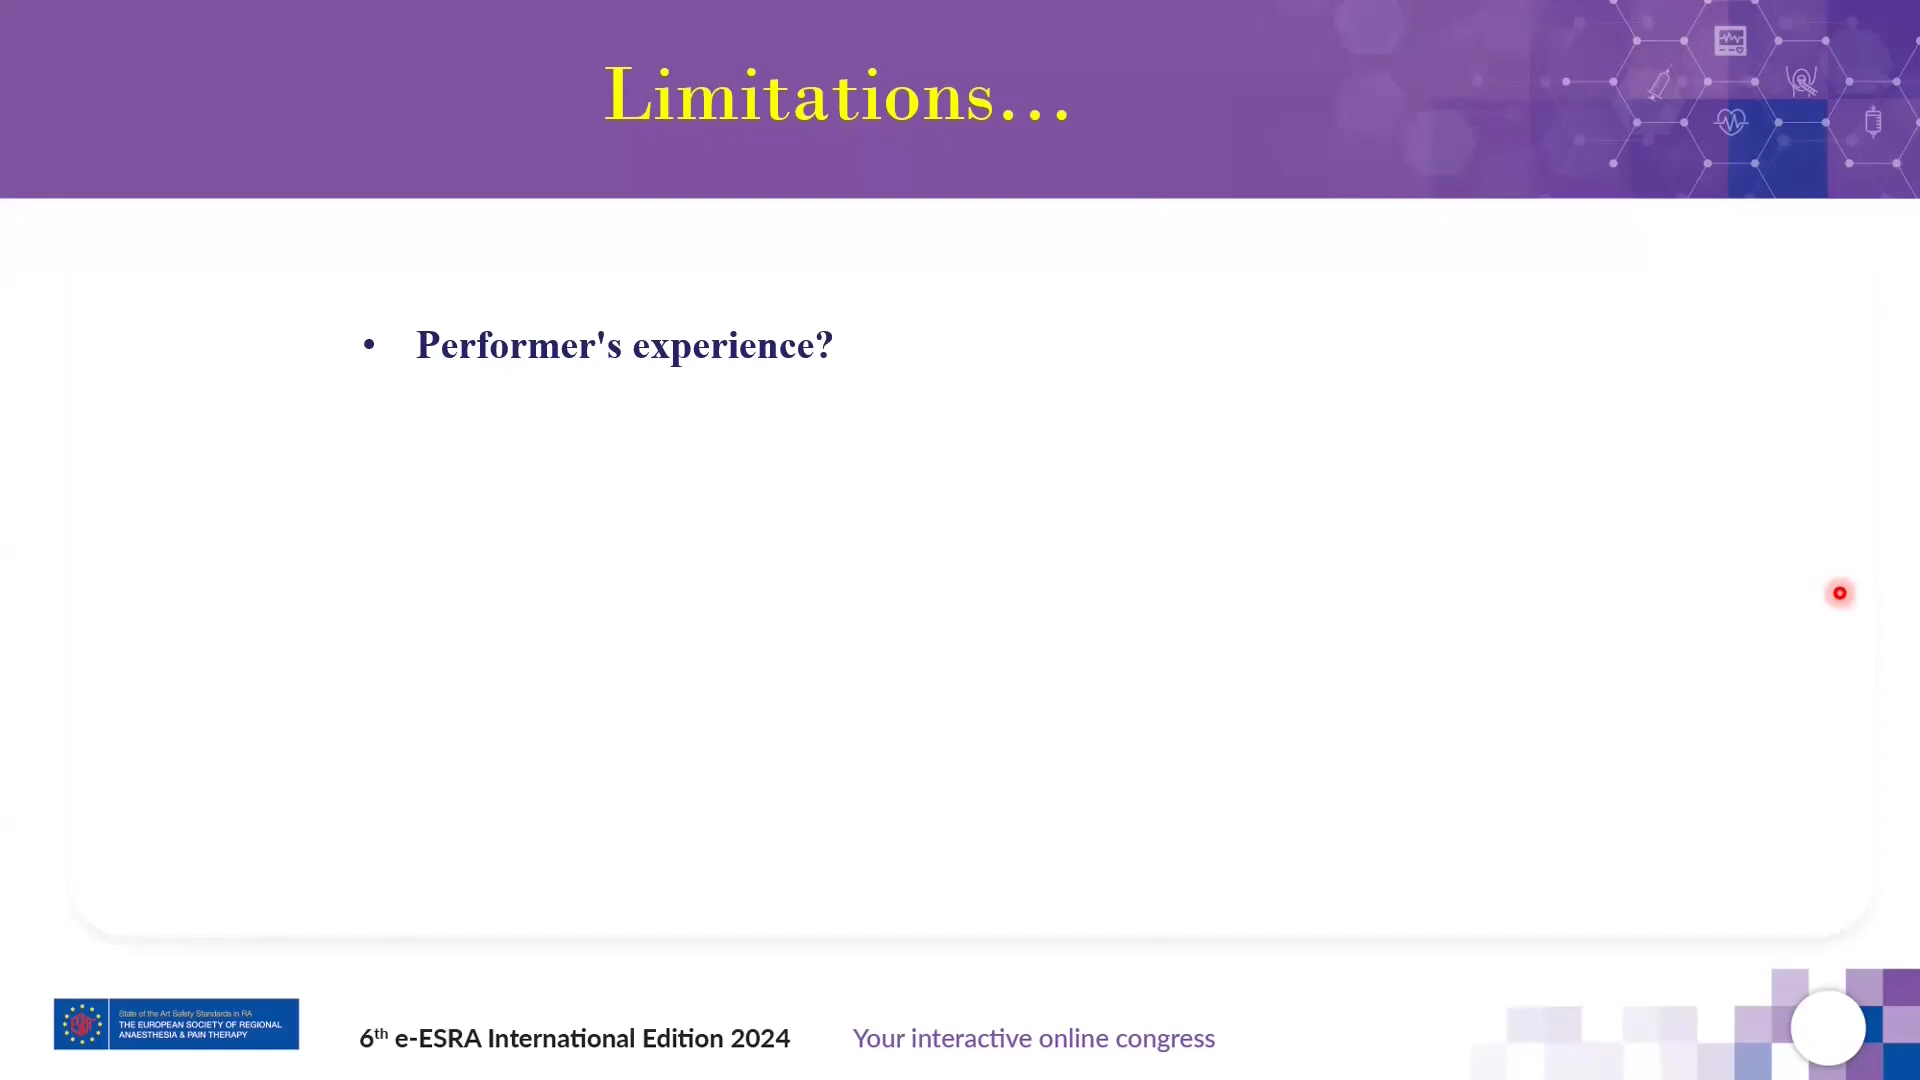 Limitations...
• Performer's experience?
State of the Art Safety Standards in RA
THE EUROPEAN SOCIETY OF REGIONAL
ANAESTHESIA & PAIN THERAPY
6th e-ESRA International Edition 2024
Your interactive online congress